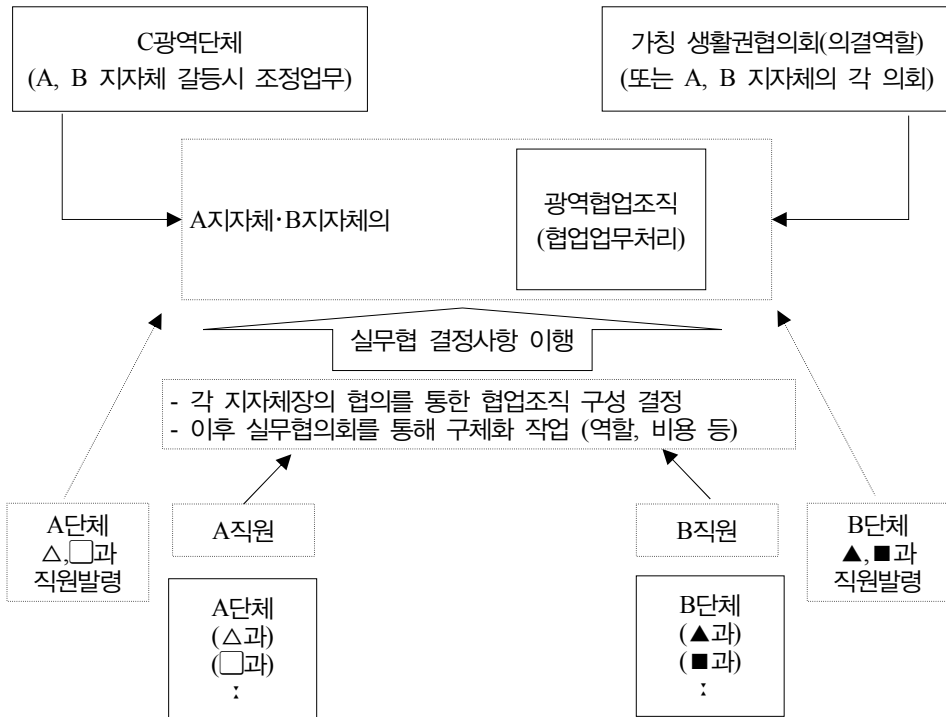 C광역단체
(A, B 지자체 갈등시 조정업무)
가칭 생활권협의회(의결역할)
(또는 A, B 지자체의 각 의회)
A지자체·B지자체의
광역협업조직
(협업업무처리)
실무협 결정사항 이행
- 각 지자체장의 협의를 통한 협업조직 구성 결정
- 이후 실무협의회를 통해 구체화 작업 (역할, 비용 등)
A단체
△,□과
직원발령
A직원
B직원
B단체
▲,■과
직원발령
A단체
(△과)
(□과)
:
B단체
(▲과)
(■과)
: